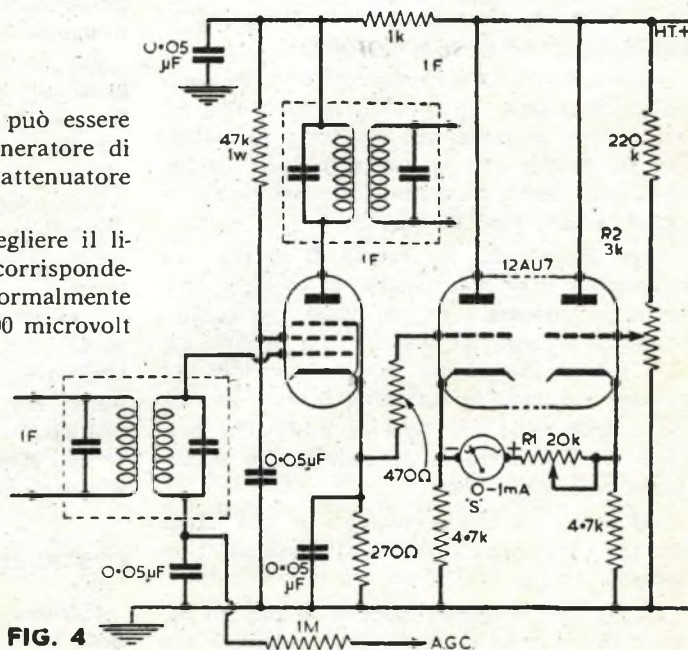 può essere
neratore di
attenuatore
egliere il li-
corrisponde-
ormalmente
00 microvolt
0·05
µF
1k
HT.+
1F
47k
1w
220
k
1F
R2
3k
12AU7
1F
470Ω
0·05µF
- + R1 20k
0-1mA
"S"
4·7k
4·7k
0·05µF
0·05
µF
270Ω
FIG. 4
1M
A.G.C.